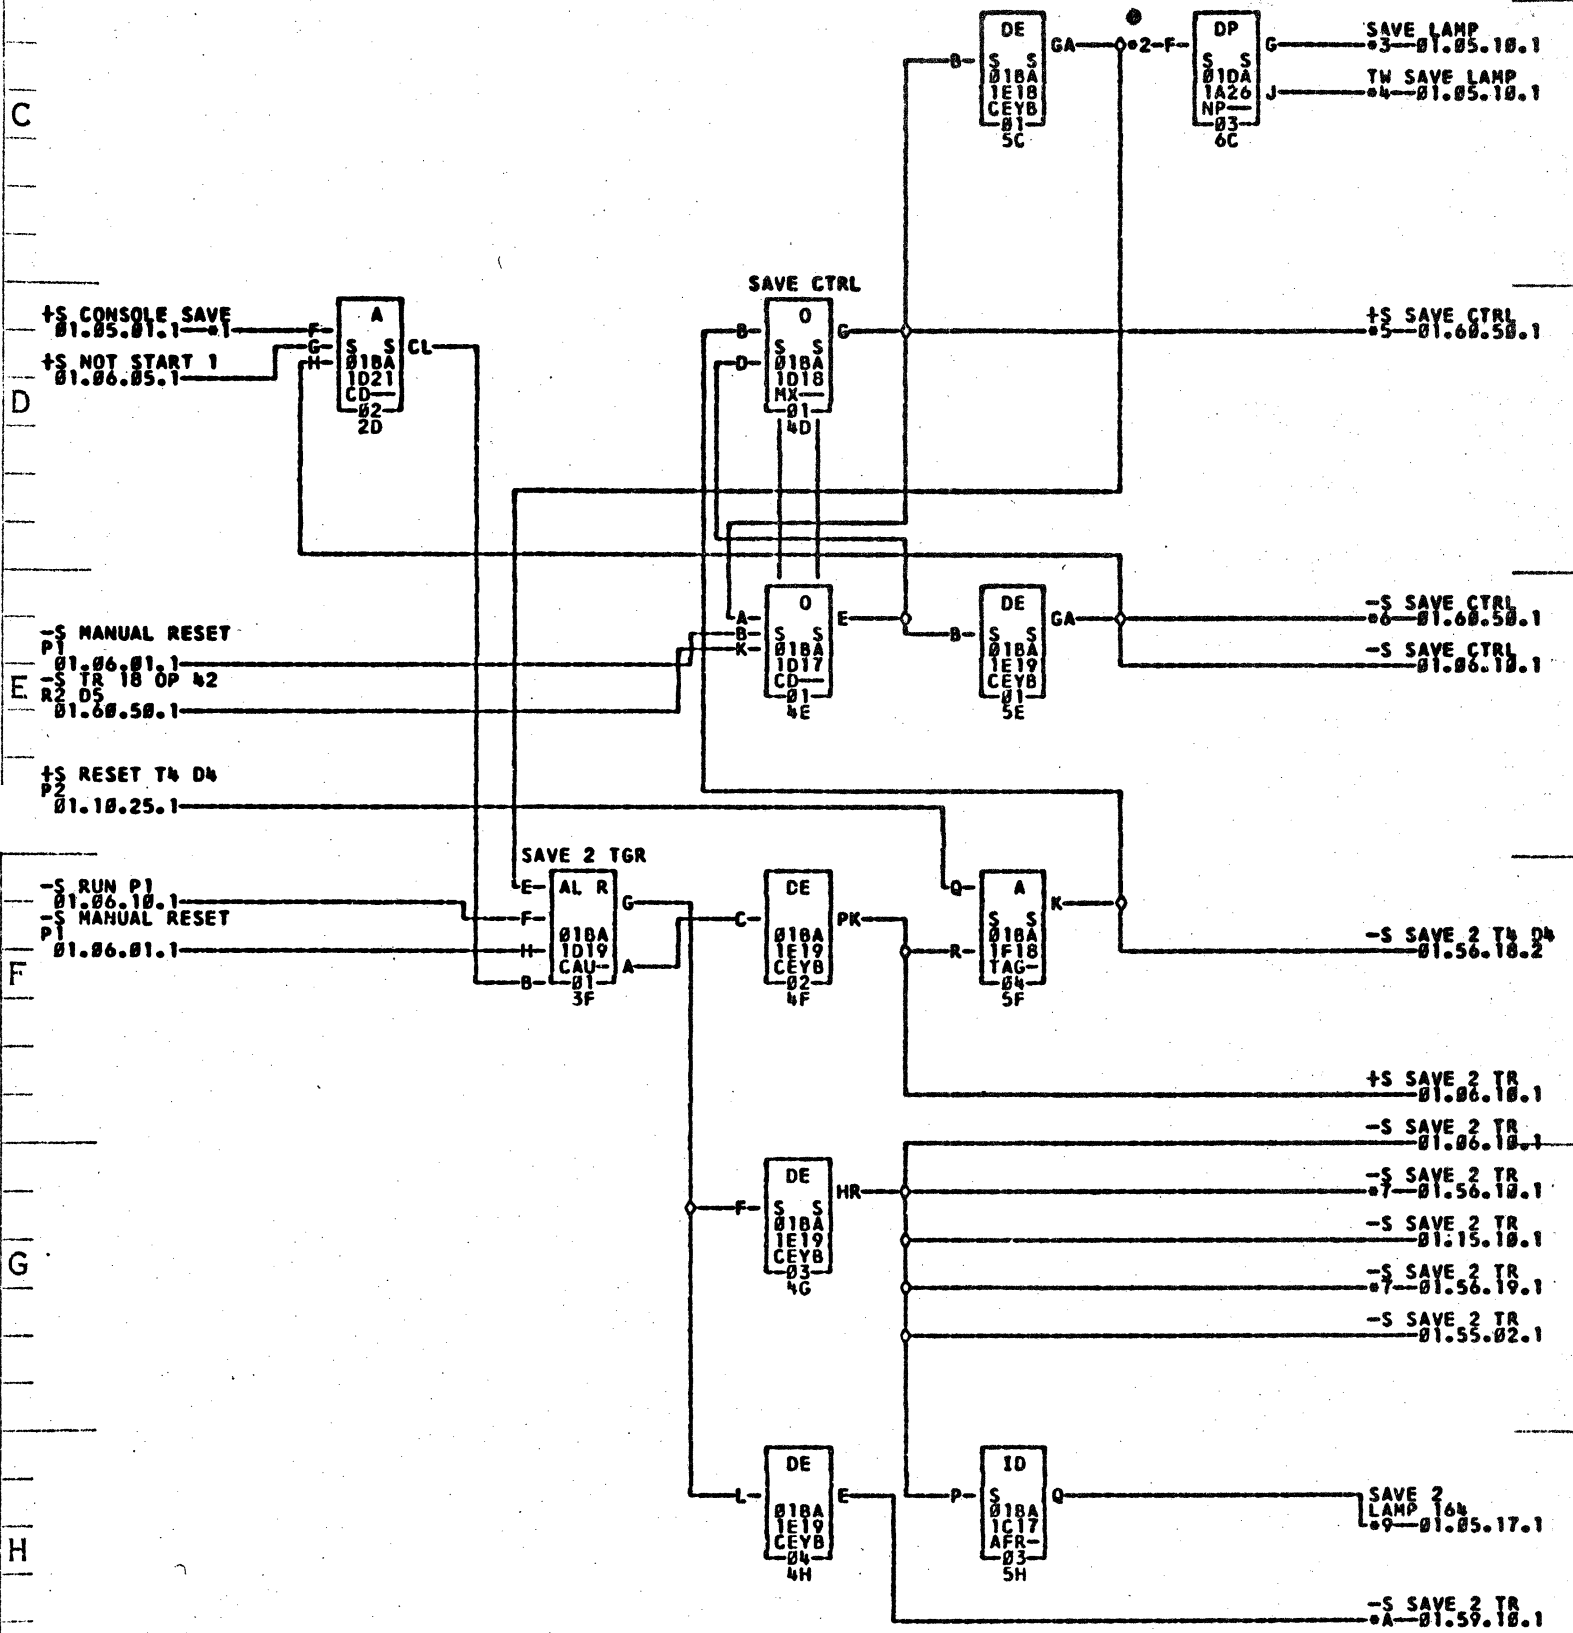 C
DE
S S
01BA
1E18
CEYB
01
5C
B
GA
*2 F
DP
S S
01DA
1A26
NP
03
6C
G
J
SAVE LAMP
*3 01.05.10.1
TW SAVE LAMP
*4 01.05.10.1
D
+S CONSOLE SAVE
01.05.01.1 *1
+S NOT START 1
01.06.05.1
F
G
H
A
S S
01BA
1D21
CD
02
2D
CL
SAVE CTRL
B
D
O
S S
01BA
1D18
MX
01
4D
G
+S SAVE CTRL
*5 01.60.50.1
E
-S MANUAL RESET
P1
01.06.01.1
-S TR 18 OP 42
R2 D5
01.60.50.1
A
B
K
O
S S
01BA
1D17
CD
01
4E
E
B
DE
S S
01BA
1E19
CEYB
01
5E
GA
-S SAVE CTRL
*6 01.60.50.1
-S SAVE CTRL
01.06.10.1
+S RESET T4 D4
P2
01.10.25.1
F
-S RUN P1
01.06.10.1
-S MANUAL RESET
P1
01.06.01.1
SAVE 2 TGR
E
F
H
B
AL R
01BA
1D19
CAU-
01
3F
G
A
C
DE
01BA
1E19
CEYB
02
4F
PK
Q
R
A
S S
01BA
1F18
TAG-
04
5F
K
-S SAVE 2 T4 D4
01.56.18.2
+S SAVE 2 TR
01.06.10.1
-S SAVE 2 TR
01.06.10.1
G
F
DE
S S
01BA
1E19
CEYB
03
4G
HR
-S SAVE 2 TR
*7 01.56.10.1
-S SAVE 2 TR
01.15.10.1
-S SAVE 2 TR
*7 01.56.19.1
-S SAVE 2 TR
01.55.02.1
H
L
DE
01BA
1E19
CEYB
04
4H
E
P
ID
S
01BA
1C17
AFR-
03
5H
Q
SAVE 2
LAMP 164
*9 01.05.17.1
-S SAVE 2 TR
*A 01.59.10.1